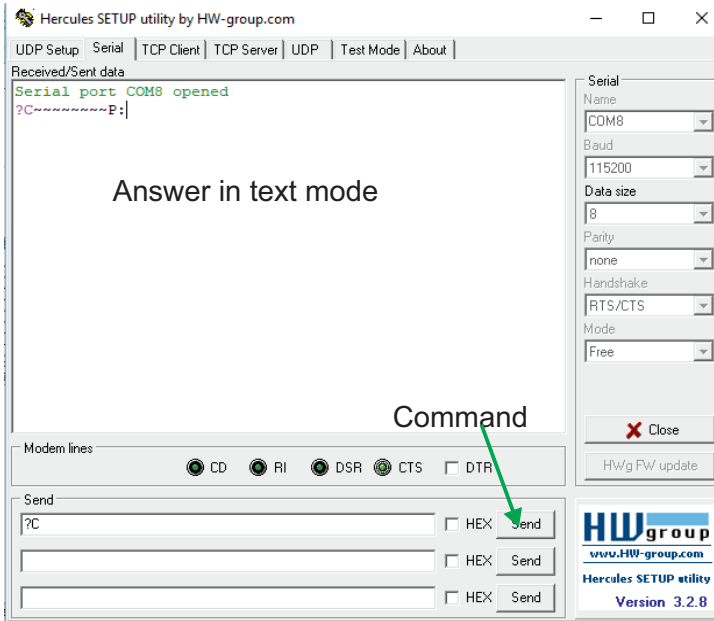 Hercules SETUP utility by HW-group.com
UDP Setup Serial TCP Client TCP Server UDP Test Mode About
Received/Sent data
Serial port COM8 opened
?C~~~~~~~~P:
Answer in text mode
Command
Serial
Name
COM8
Baud
115200
Data size
8
Parity
none
Handshake
RTS/CTS
Mode
Free
Close
HWg FW update
Modem lines
CD RI DSR CTS DTR
Send
?C HEX Send
HEX Send
HEX Send
HW group
www.HW-group.com
Hercules SETUP utility
Version 3.2.8